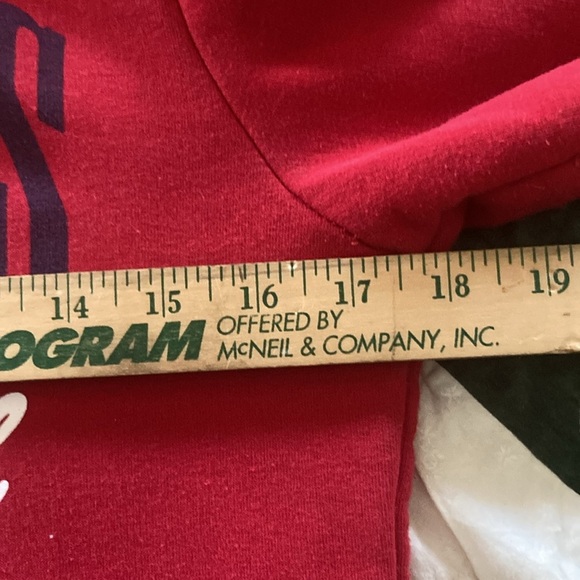 S
14 15 16 17 18 19
OGRAM OFFERED BY
McNEIL & COMPANY, INC.